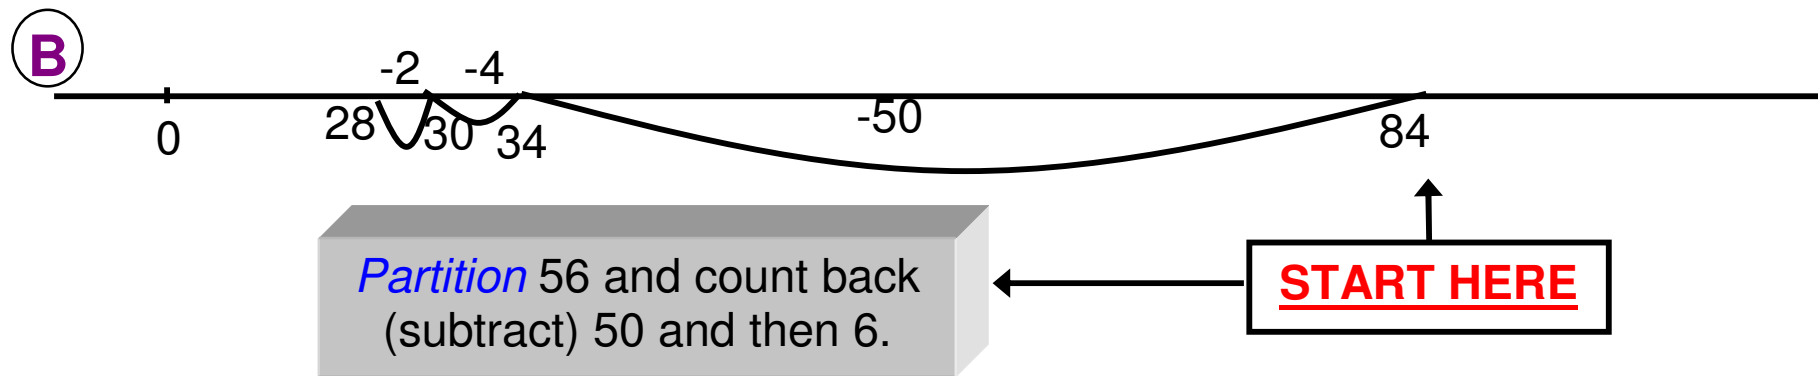 B
-2 -4
-50
0 28 30 34 84
Partition 56 and count back
(subtract) 50 and then 6.
START HERE